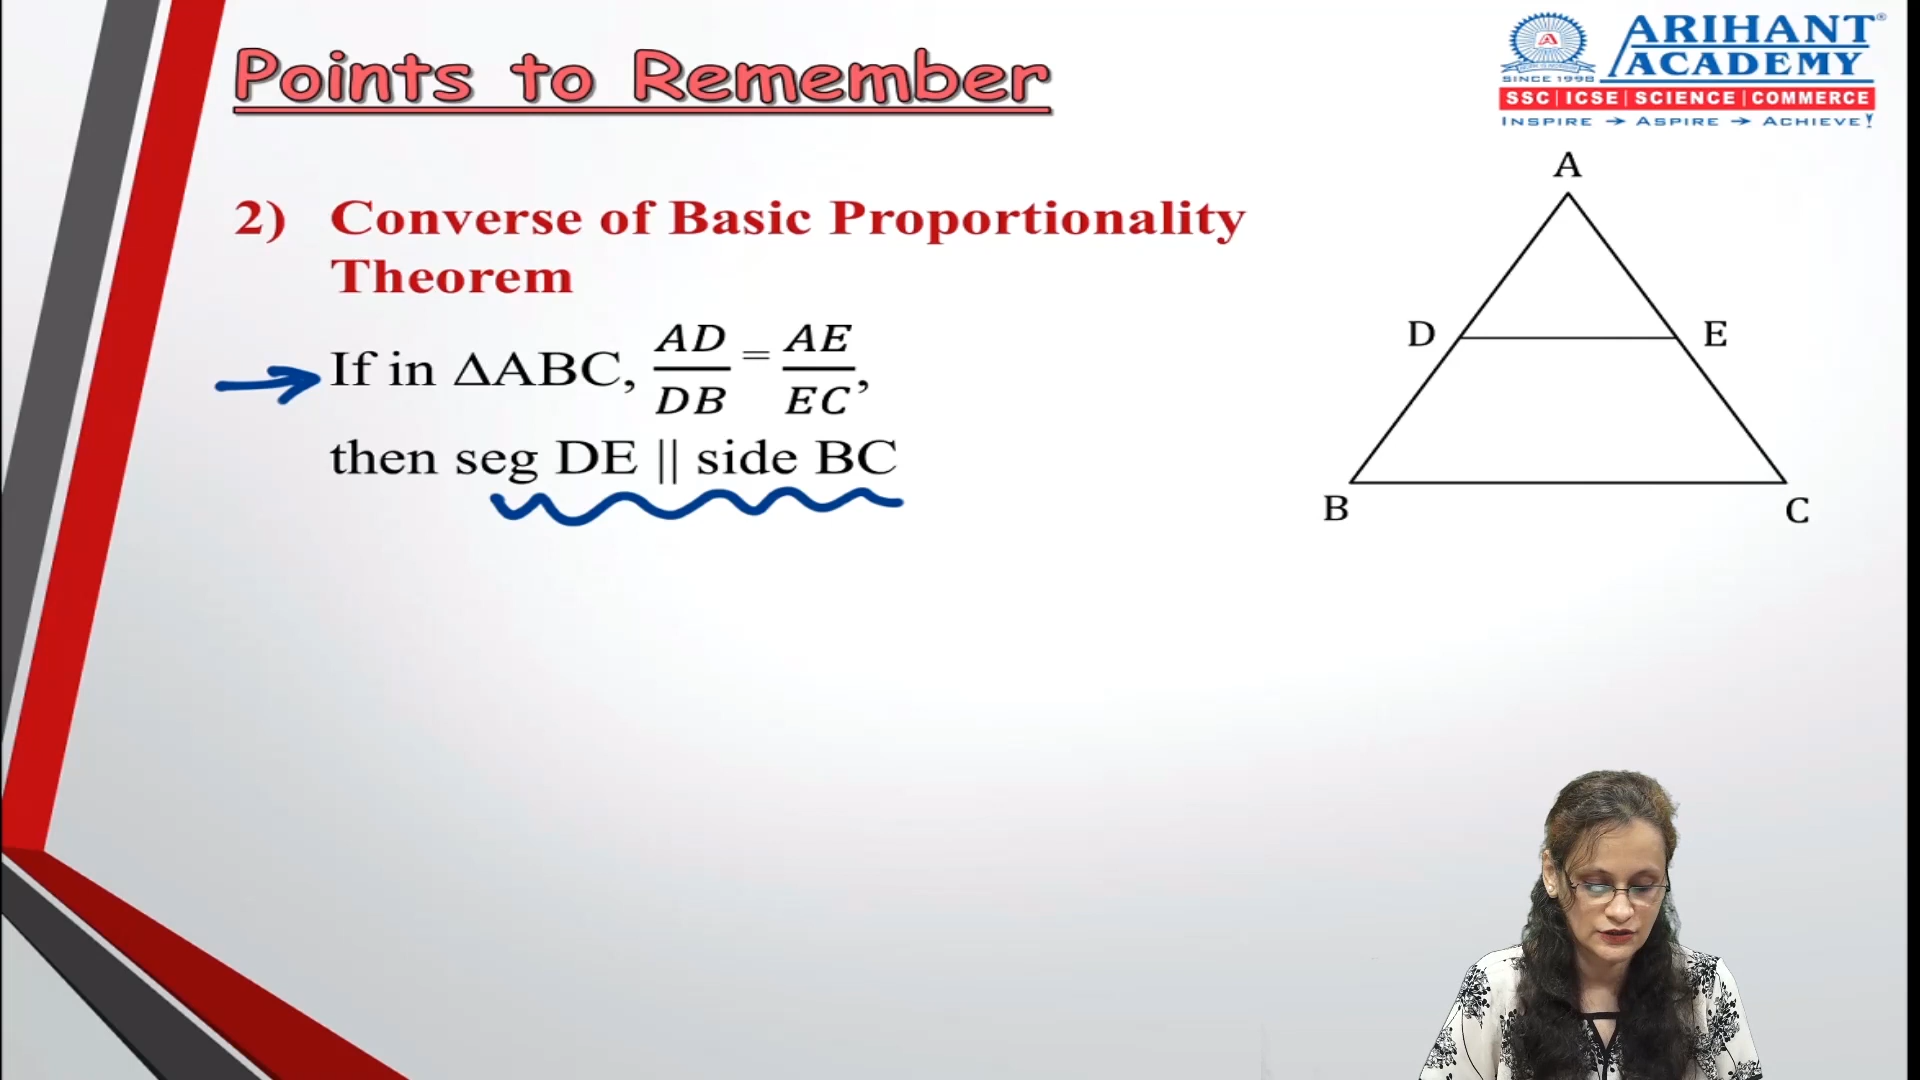 Points to Remember
ARIHANT
ACADEMY
A
SINCE 1998
SSC | ICSE | SCIENCE | COMMERCE
INSPIRE → ASPIRE → ACHIEVE!
2) Converse of Basic Proportionality
Theorem
If in ΔABC, AD/DB = AE/EC,
then seg DE || side BC
A
D E
B C